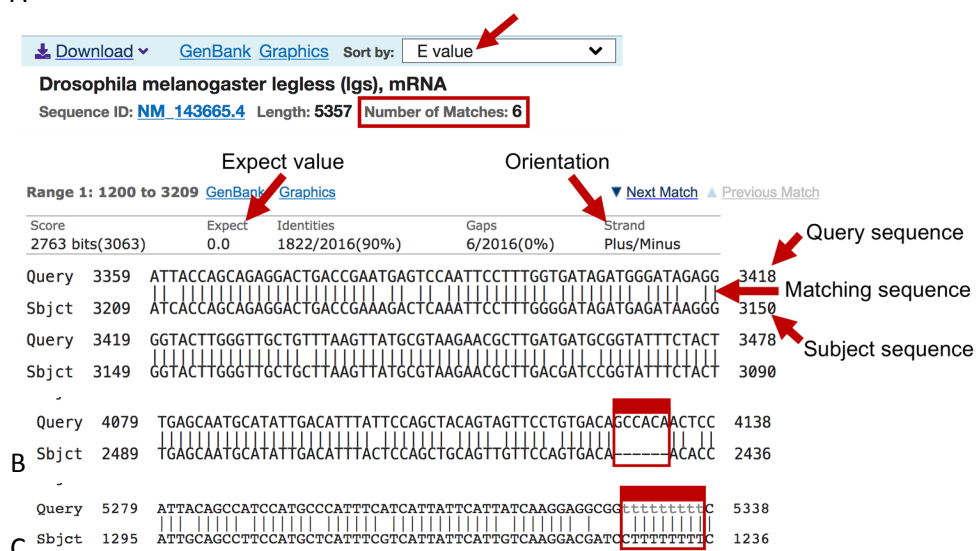 Download GenBank Graphics Sort by: E value
Drosophila melanogaster legless (lgs), mRNA
Sequence ID: NM_143665.4 Length: 5357 Number of Matches: 6
Expect value Orientation
Range 1: 1200 to 3209 GenBank Graphics Next Match Previous Match
Score Expect Identities Gaps Strand
2763 bits(3063) 0.0 1822/2016(90%) 6/2016(0%) Plus/Minus
Query sequence
Query 3359 ATTACCAGCAGAGGACTGACCGAATGAGTCCAATTCCTTTGGTGATAGATGGGATAGAGG 3418
Matching sequence
Sbjct 3209 ATCACCAGCAGAGGACTGACCGAAAGACTCAAATTCCTTTGGGGATAGATGAGATAAGGG 3150
Subject sequence
Query 3419 GGTACTTGGGTTGCTGTTTAAGTTATGCGTAAGAACGCTTGATGATGCGGTATTTCTACT 3478
Sbjct 3149 GGTACTTGGGTTGCTGCTTAAGTTATGCGTAAGAACGCTTGACGATCCGGTATTTCTACT 3090
Query 4079 TGAGCAATGCATATTGACATTTATTCCAGCTACAGTAGTTCCTGTGACAGCCACAACTCC 4138
Sbjct 2489 TGAGCAATGCATATTGACATTTACTCCAGCTGCAGTTGTTCCAGTGACA------ACACC 2436
B
Query 5279 ATTACAGCCATCCATGCCCATTTCATCATTATTCATTATCAAGGAGGCGGtttttttttC 5338
Sbjct 1295 ATTGCAGCCTTCCATGCTCATTTCGTCATTATTCATTGTCAAGGACGATCCTTTTTTTTC 1236